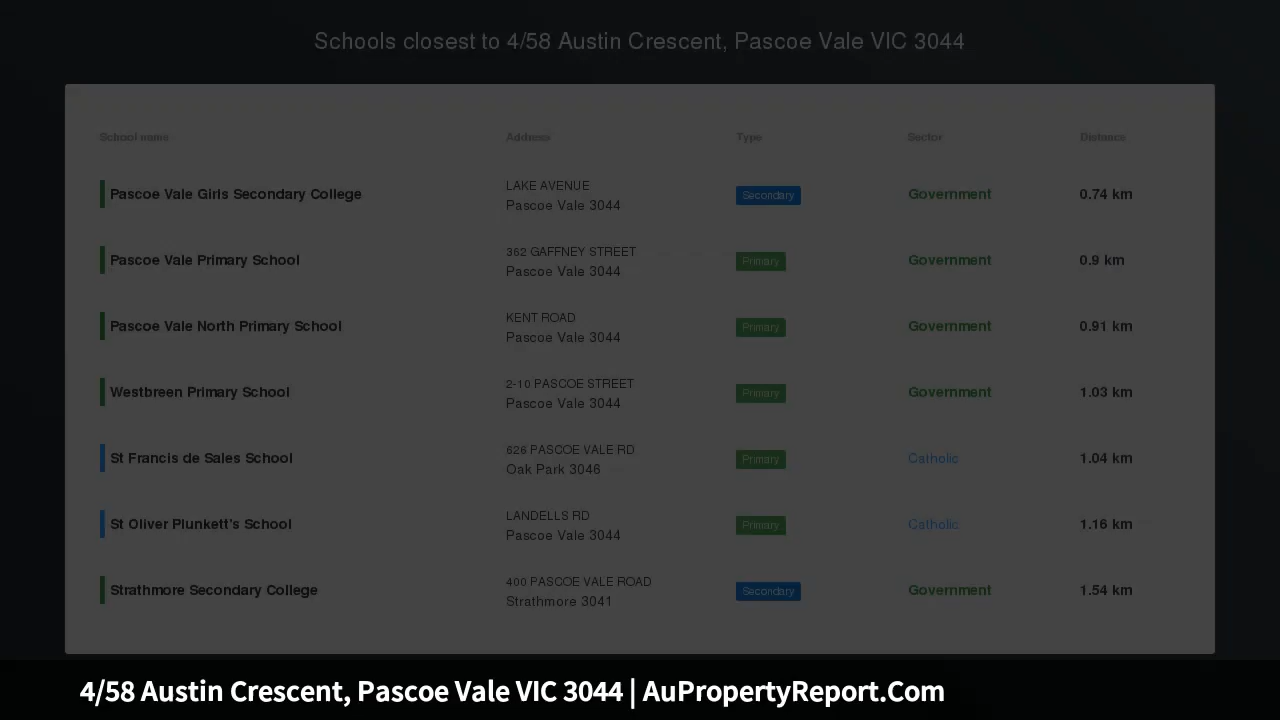 Schools closest to 4/58 Austin Crescent, Pascoe Vale VIC 3044
School name Address Type Sector Distance
Pascoe Vale Girls Secondary College LAKE AVENUE Pascoe Vale 3044 Secondary Government 0.74 km
Pascoe Vale Primary School 362 GAFFNEY STREET Pascoe Vale 3044 Primary Government 0.9 km
Pascoe Vale North Primary School KENT ROAD Pascoe Vale 3044 Primary Government 0.91 km
Westbreen Primary School 2-10 PASCOE STREET Pascoe Vale 3044 Primary Government 1.03 km
St Francis de Sales School 626 PASCOE VALE RD Oak Park 3046 Primary Catholic 1.04 km
St Oliver Plunkett's School LANDELLS RD Pascoe Vale 3044 Primary Catholic 1.16 km
Strathmore Secondary College 400 PASCOE VALE ROAD Strathmore 3041 Secondary Government 1.54 km
4/58 Austin Crescent, Pascoe Vale VIC 3044 | AuPropertyReport.Com